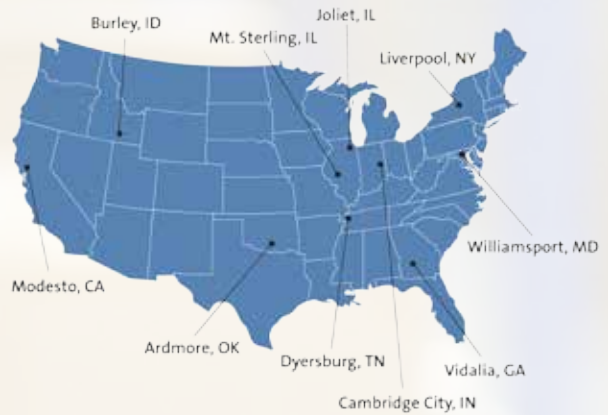 Joliet, IL
Burley, ID
Mt. Sterling, IL
Liverpool, NY
Williamsport, MD
Modesto, CA
Ardmore, OK
Dyersburg, TN
Vidalia, GA
Cambridge City, IN